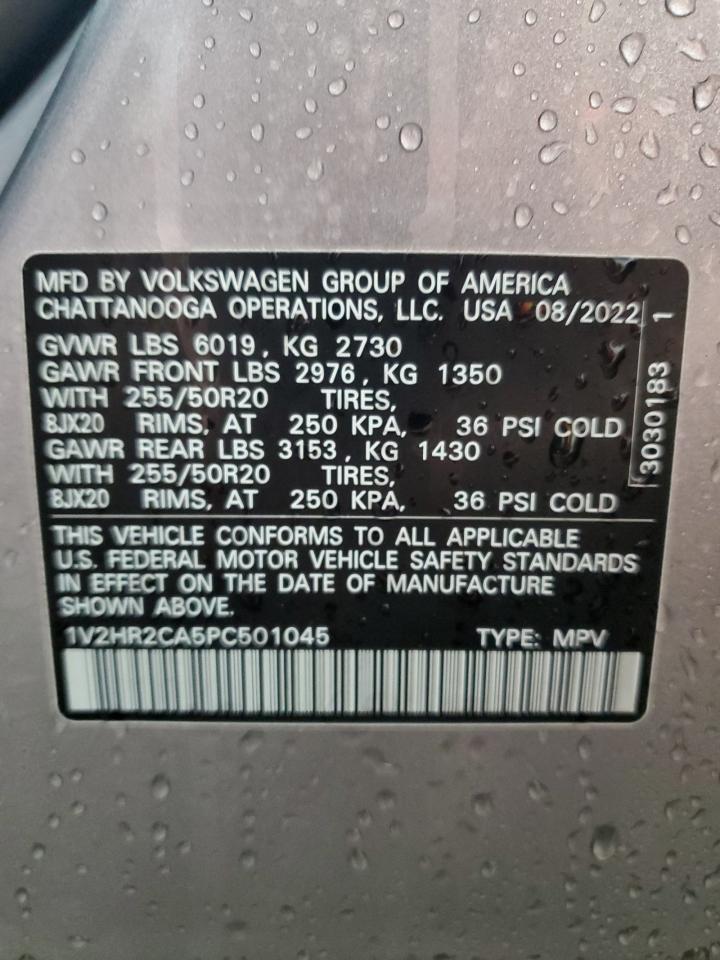 MFD BY VOLKSWAGEN GROUP OF AMERICA
CHATTANOOGA OPERATIONS, LLC. USA 08/2022
GVWR LBS 6019, KG 2730
GAWR FRONT LBS 2976, KG 1350
WITH 255/50R20 TIRES,
8JX20 RIMS, AT 250 KPA, 36 PSI COLD
GAWR REAR LBS 3153, KG 1430
WITH 255/50R20 TIRES,
8JX20 RIMS, AT 250 KPA, 36 PSI COLD
3030183 1
THIS VEHICLE CONFORMS TO ALL APPLICABLE
U.S. FEDERAL MOTOR VEHICLE SAFETY STANDARDS
IN EFFECT ON THE DATE OF MANUFACTURE
SHOWN ABOVE.
1V2HR2CA5PC501045 TYPE: MPV